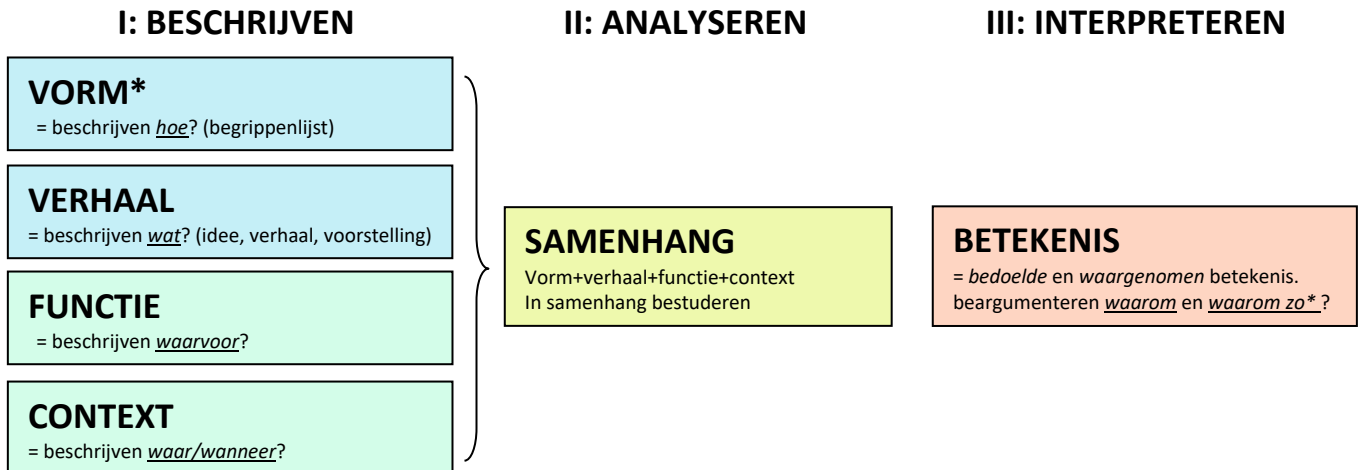 I: BESCHRIJVEN
VORM*
= beschrijven hoe? (begrippenlijst)
VERHAAL
= beschrijven wat? (idee, verhaal, voorstelling)
FUNCTIE
= beschrijven waarvoor?
CONTEXT
= beschrijven waar/wanneer?
II: ANALYSEREN
SAMENHANG
Vorm+verhaal+functie+context
In samenhang bestuderen
III: INTERPRETEREN
BETEKENIS
= bedoelde en waargenomen betekenis.
beargumenteren waarom en waarom zo* ?